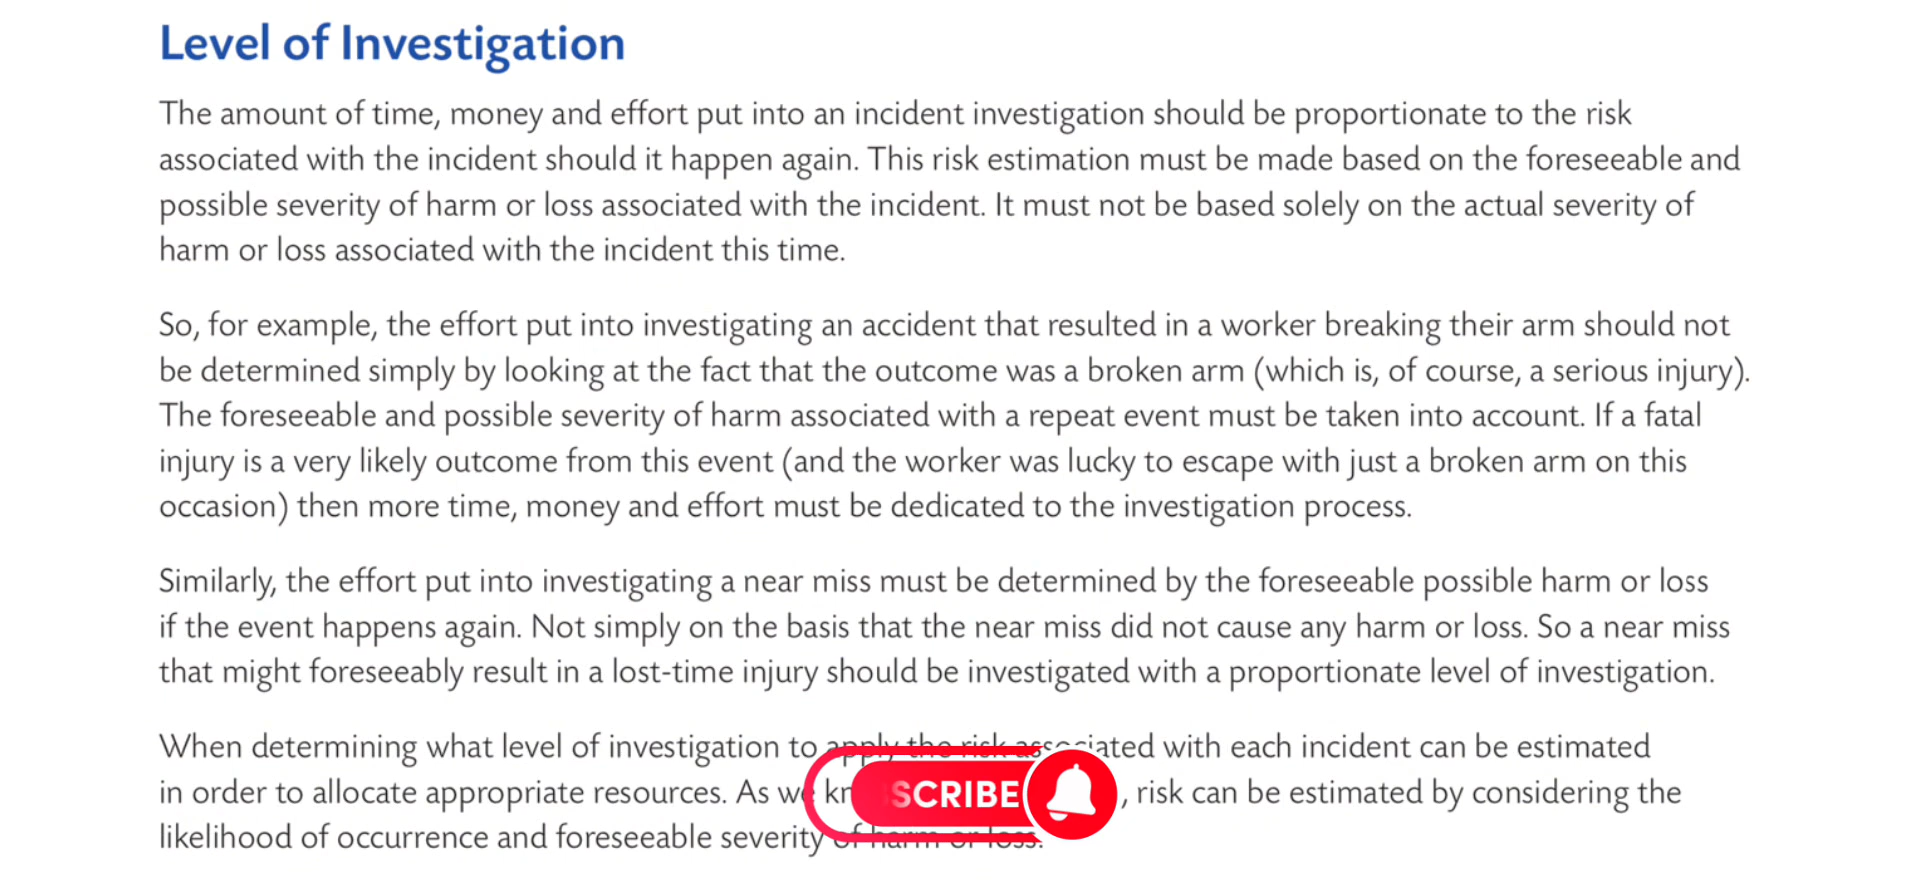 Level of Investigation
The amount of time, money and effort put into an incident investigation should be proportionate to the risk
associated with the incident should it happen again. This risk estimation must be made based on the foreseeable and
possible severity of harm or loss associated with the incident. It must not be based solely on the actual severity of
harm or loss associated with the incident this time.
So, for example, the effort put into investigating an accident that resulted in a worker breaking their arm should not
be determined simply by looking at the fact that the outcome was a broken arm (which is, of course, a serious injury).
The foreseeable and possible severity of harm associated with a repeat event must be taken into account. If a fatal
injury is a very likely outcome from this event (and the worker was lucky to escape with just a broken arm on this
occasion) then more time, money and effort must be dedicated to the investigation process.
Similarly, the effort put into investigating a near miss must be determined by the foreseeable possible harm or loss
if the event happens again. Not simply on the basis that the near miss did not cause any harm or loss. So a near miss
that might foreseeably result in a lost-time injury should be investigated with a proportionate level of investigation.
When determining what level of investigation to apply the risk associated with each incident can be estimated
in order to allocate appropriate resources. As we , risk can be estimated by considering the
likelihood of occurrence and foreseeable severity of harm or loss.
SCRIBE